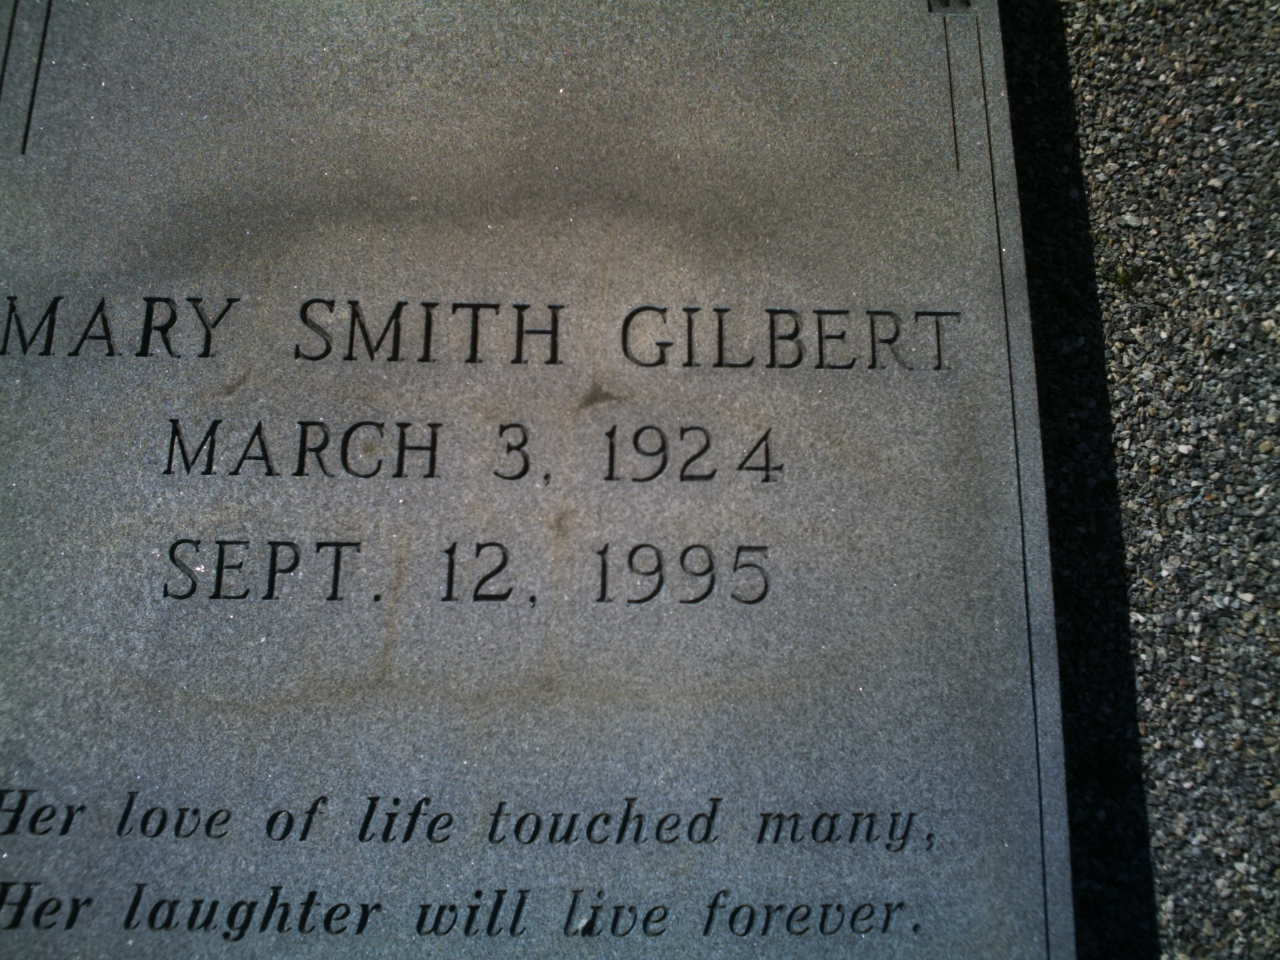 MARY SMITH GILBERT
MARCH 3, 1924
SEPT. 12, 1995
Her love of life touched many,
Her laughter will live forever.